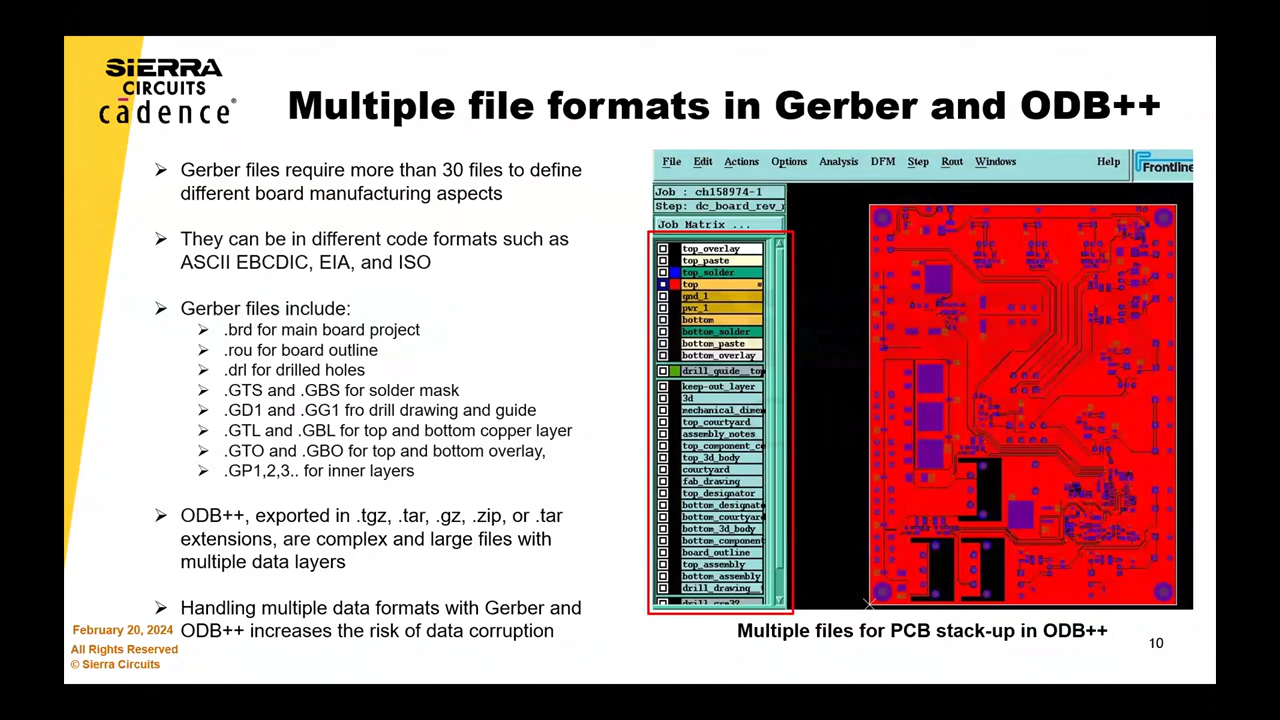 SIERRA
CIRCUITS
cādence®
Multiple file formats in Gerber and ODB++
Gerber files require more than 30 files to define
different board manufacturing aspects
They can be in different code formats such as
ASCII EBCDIC, EIA, and ISO
Gerber files include:
.brd for main board project
.rou for board outline
.drl for drilled holes
.GTS and .GBS for solder mask
.GD1 and .GG1 fro drill drawing and guide
.GTL and .GBL for top and bottom copper layer
.GTO and .GBO for top and bottom overlay,
.GP1,2,3.. for inner layers
ODB++, exported in .tgz, .tar, .gz, .zip, or .tar
extensions, are complex and large files with
multiple data layers
Handling multiple data formats with Gerber and
ODB++ increases the risk of data corruption
File Edit Actions Options Analysis DFM Step Rout Windows Help
Frontline
Job : ch158974-1
Step: dc_board_rev_
Job Matrix ...
top_overlay
top_paste
top_solder
top
gnd_1
pwr_1
bottom
bottom_solder
bottom_paste
bottom_overlay
drill_guide__top
keep-out_layer
3d
mechanical_dimen
top_courtyard
assembly_notes
top_component_ce
top_3d_body
courtyard
fab_drawing
top_designator
bottom_designato
bottom_courtyard
bottom_3d_body
bottom_component
board_outline
top_assembly
bottom_assembly
drill_drawing_
Multiple files for PCB stack-up in ODB++
February 20, 2024
All Rights Reserved
© Sierra Circuits
10